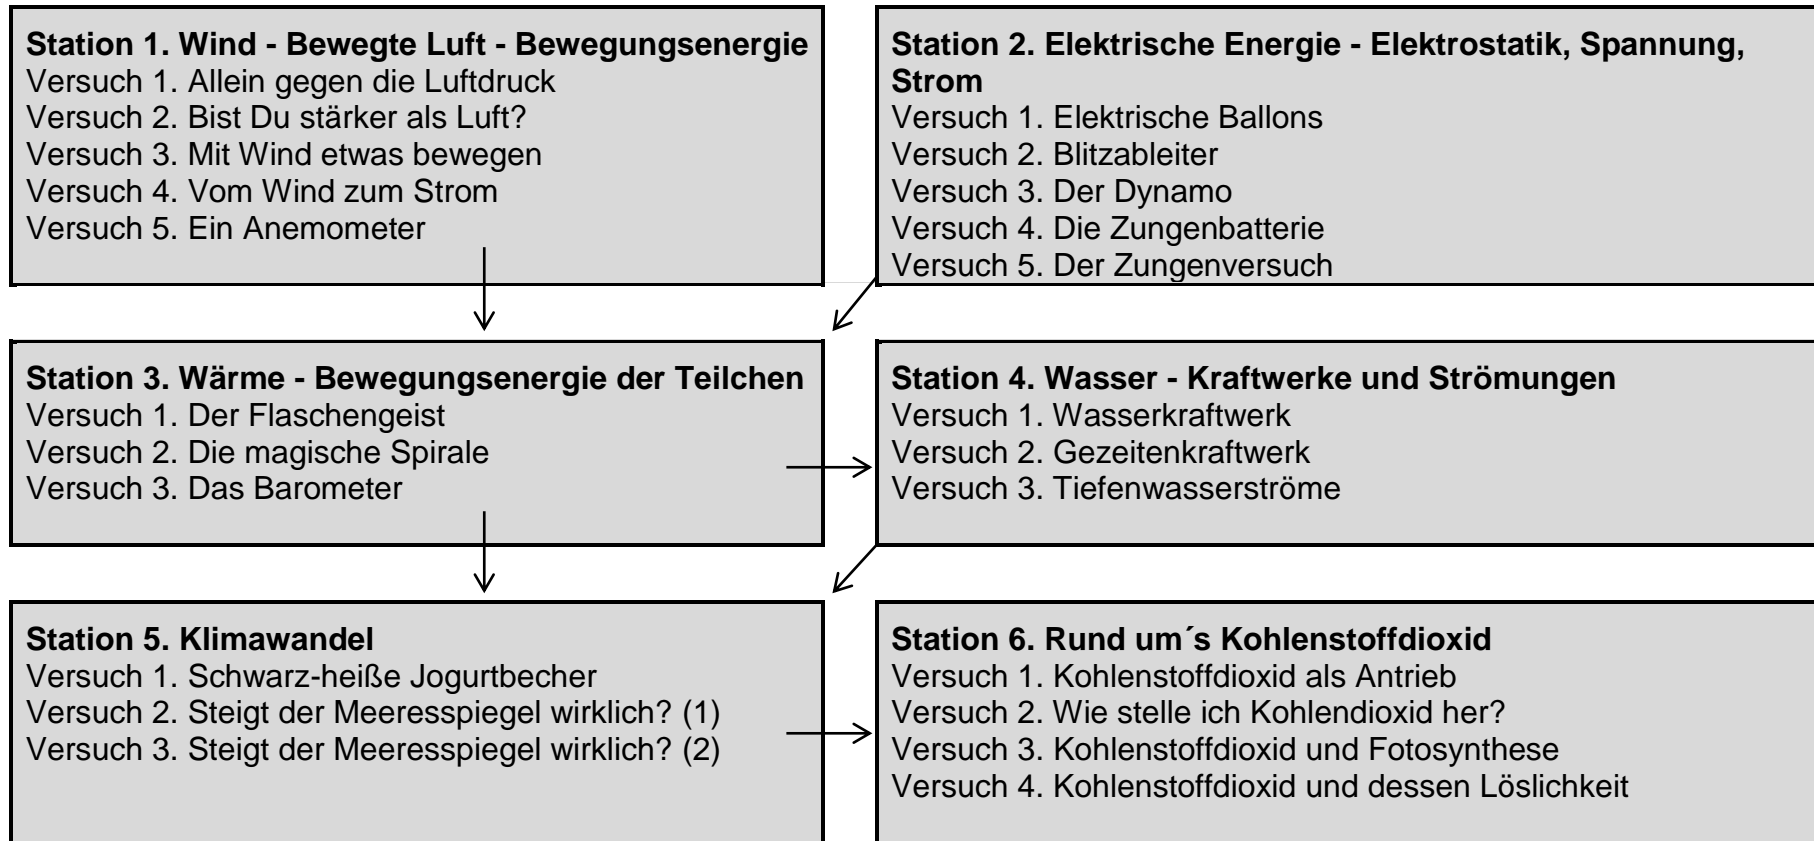 Station 1. Wind - Bewegte Luft - Bewegungsenergie
Versuch 1. Allein gegen die Luftdruck
Versuch 2. Bist Du stärker als Luft?
Versuch 3. Mit Wind etwas bewegen
Versuch 4. Vom Wind zum Strom
Versuch 5. Ein Anemometer
Station 2. Elektrische Energie - Elektrostatik, Spannung,
Strom
Versuch 1. Elektrische Ballons
Versuch 2. Blitzableiter
Versuch 3. Der Dynamo
Versuch 4. Die Zungenbatterie
Versuch 5. Der Zungenversuch
Station 3. Wärme - Bewegungsenergie der Teilchen
Versuch 1. Der Flaschengeist
Versuch 2. Die magische Spirale
Versuch 3. Das Barometer
Station 4. Wasser - Kraftwerke und Strömungen
Versuch 1. Wasserkraftwerk
Versuch 2. Gezeitenkraftwerk
Versuch 3. Tiefenwasserströme
Station 5. Klimawandel
Versuch 1. Schwarz-heiße Jogurtbecher
Versuch 2. Steigt der Meeresspiegel wirklich? (1)
Versuch 3. Steigt der Meeresspiegel wirklich? (2)
Station 6. Rund um´s Kohlenstoffdioxid
Versuch 1. Kohlenstoffdioxid als Antrieb
Versuch 2. Wie stelle ich Kohlendioxid her?
Versuch 3. Kohlenstoffdioxid und Fotosynthese
Versuch 4. Kohlenstoffdioxid und dessen Löslichkeit